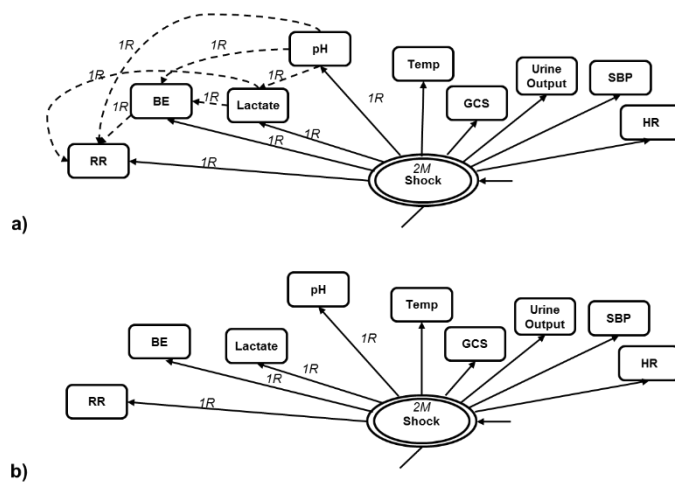 1R
1R
pH
Temp
Urine
Output
SBP
1R
1R
BE
1R
1R
Lactate
GCS
HR
1R
1R
RR
1R
1R
2M
Shock
a)
pH
Temp
Urine
Output
SBP
BE
Lactate
1R
GCS
HR
1R
1R
RR
1R
2M
Shock
b)